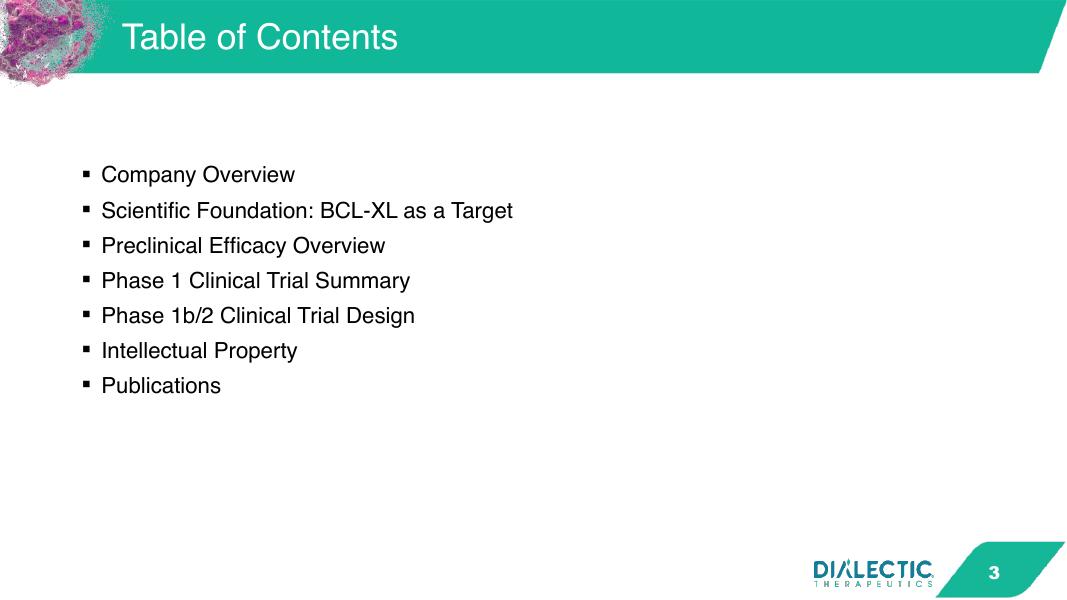 Table of Contents
▪ Company Overview
▪ Scientific Foundation: BCL-XL as a Target
▪ Preclinical Efficacy Overview
▪ Phase 1 Clinical Trial Summary
▪ Phase 1b/2 Clinical Trial Design
▪ Intellectual Property
▪ Publications
DIALECTIC
THERAPEUTICS
3